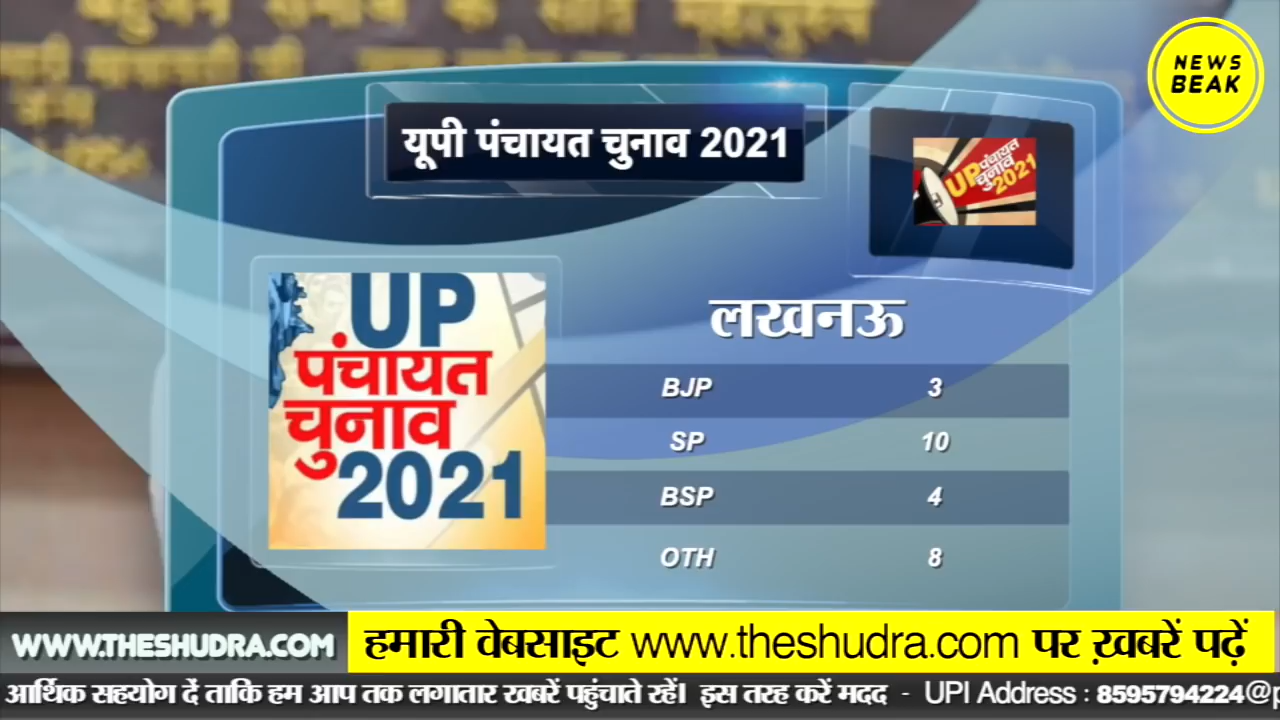 NEWS
BEAK
यूपी पंचायत चुनाव 2021
UP पंचायत
चुनाव
2021
UP
पंचायत
चुनाव
2021
लखनऊ
BJP 3
SP 10
BSP 4
OTH 8
WWW.THESHUDRA.COM
हमारी वेबसाइट www.theshudra.com पर ख़बरें पढ़ें
आर्थिक सहयोग दें ताकि हम आप तक लगातार खबरें पहुंचाते रहें। इस तरह करें मदद - UPI Address : 8595794224@p